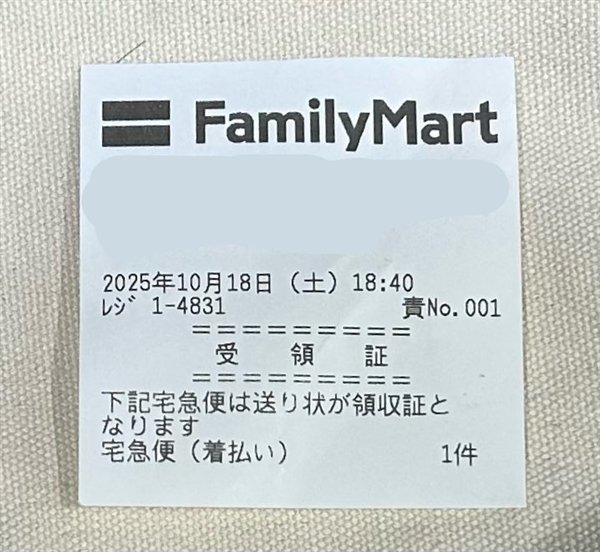 FamilyMart
2025年10月18日（土）18:40
ﾚｼﾞ 1-4831 責No.001
=========
受 領 証
=========
下記宅急便は送り状が領収証と
なります
宅急便（着払い） 1件